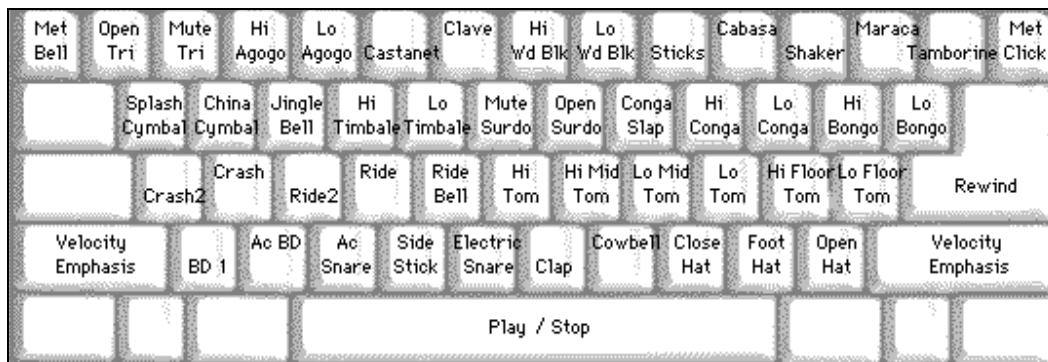 Met Bell
Open Tri
Mute Tri
Hi Agogo
Lo Agogo
Castanet
Clave
Hi Wd Blk
Lo Wd Blk
Sticks
Cabasa
Shaker
Maraca
Tamborine
Met Click
Splash Cymbal
China Cymbal
Jingle Bell
Hi Timbale
Lo Timbale
Mute Surdo
Open Surdo
Conga Slap
Hi Conga
Lo Conga
Hi Bongo
Lo Bongo
Crash2
Crash
Ride2
Ride
Ride Bell
Hi Tom
Hi Mid Tom
Lo Mid Tom
Lo Tom
Hi Floor Tom
Lo Floor Tom
Rewind
Velocity Emphasis
BD 1
Ac BD
Ac Snare
Side Stick
Electric Snare
Clap
Cowbell
Close Hat
Foot Hat
Open Hat
Velocity Emphasis
Play / Stop